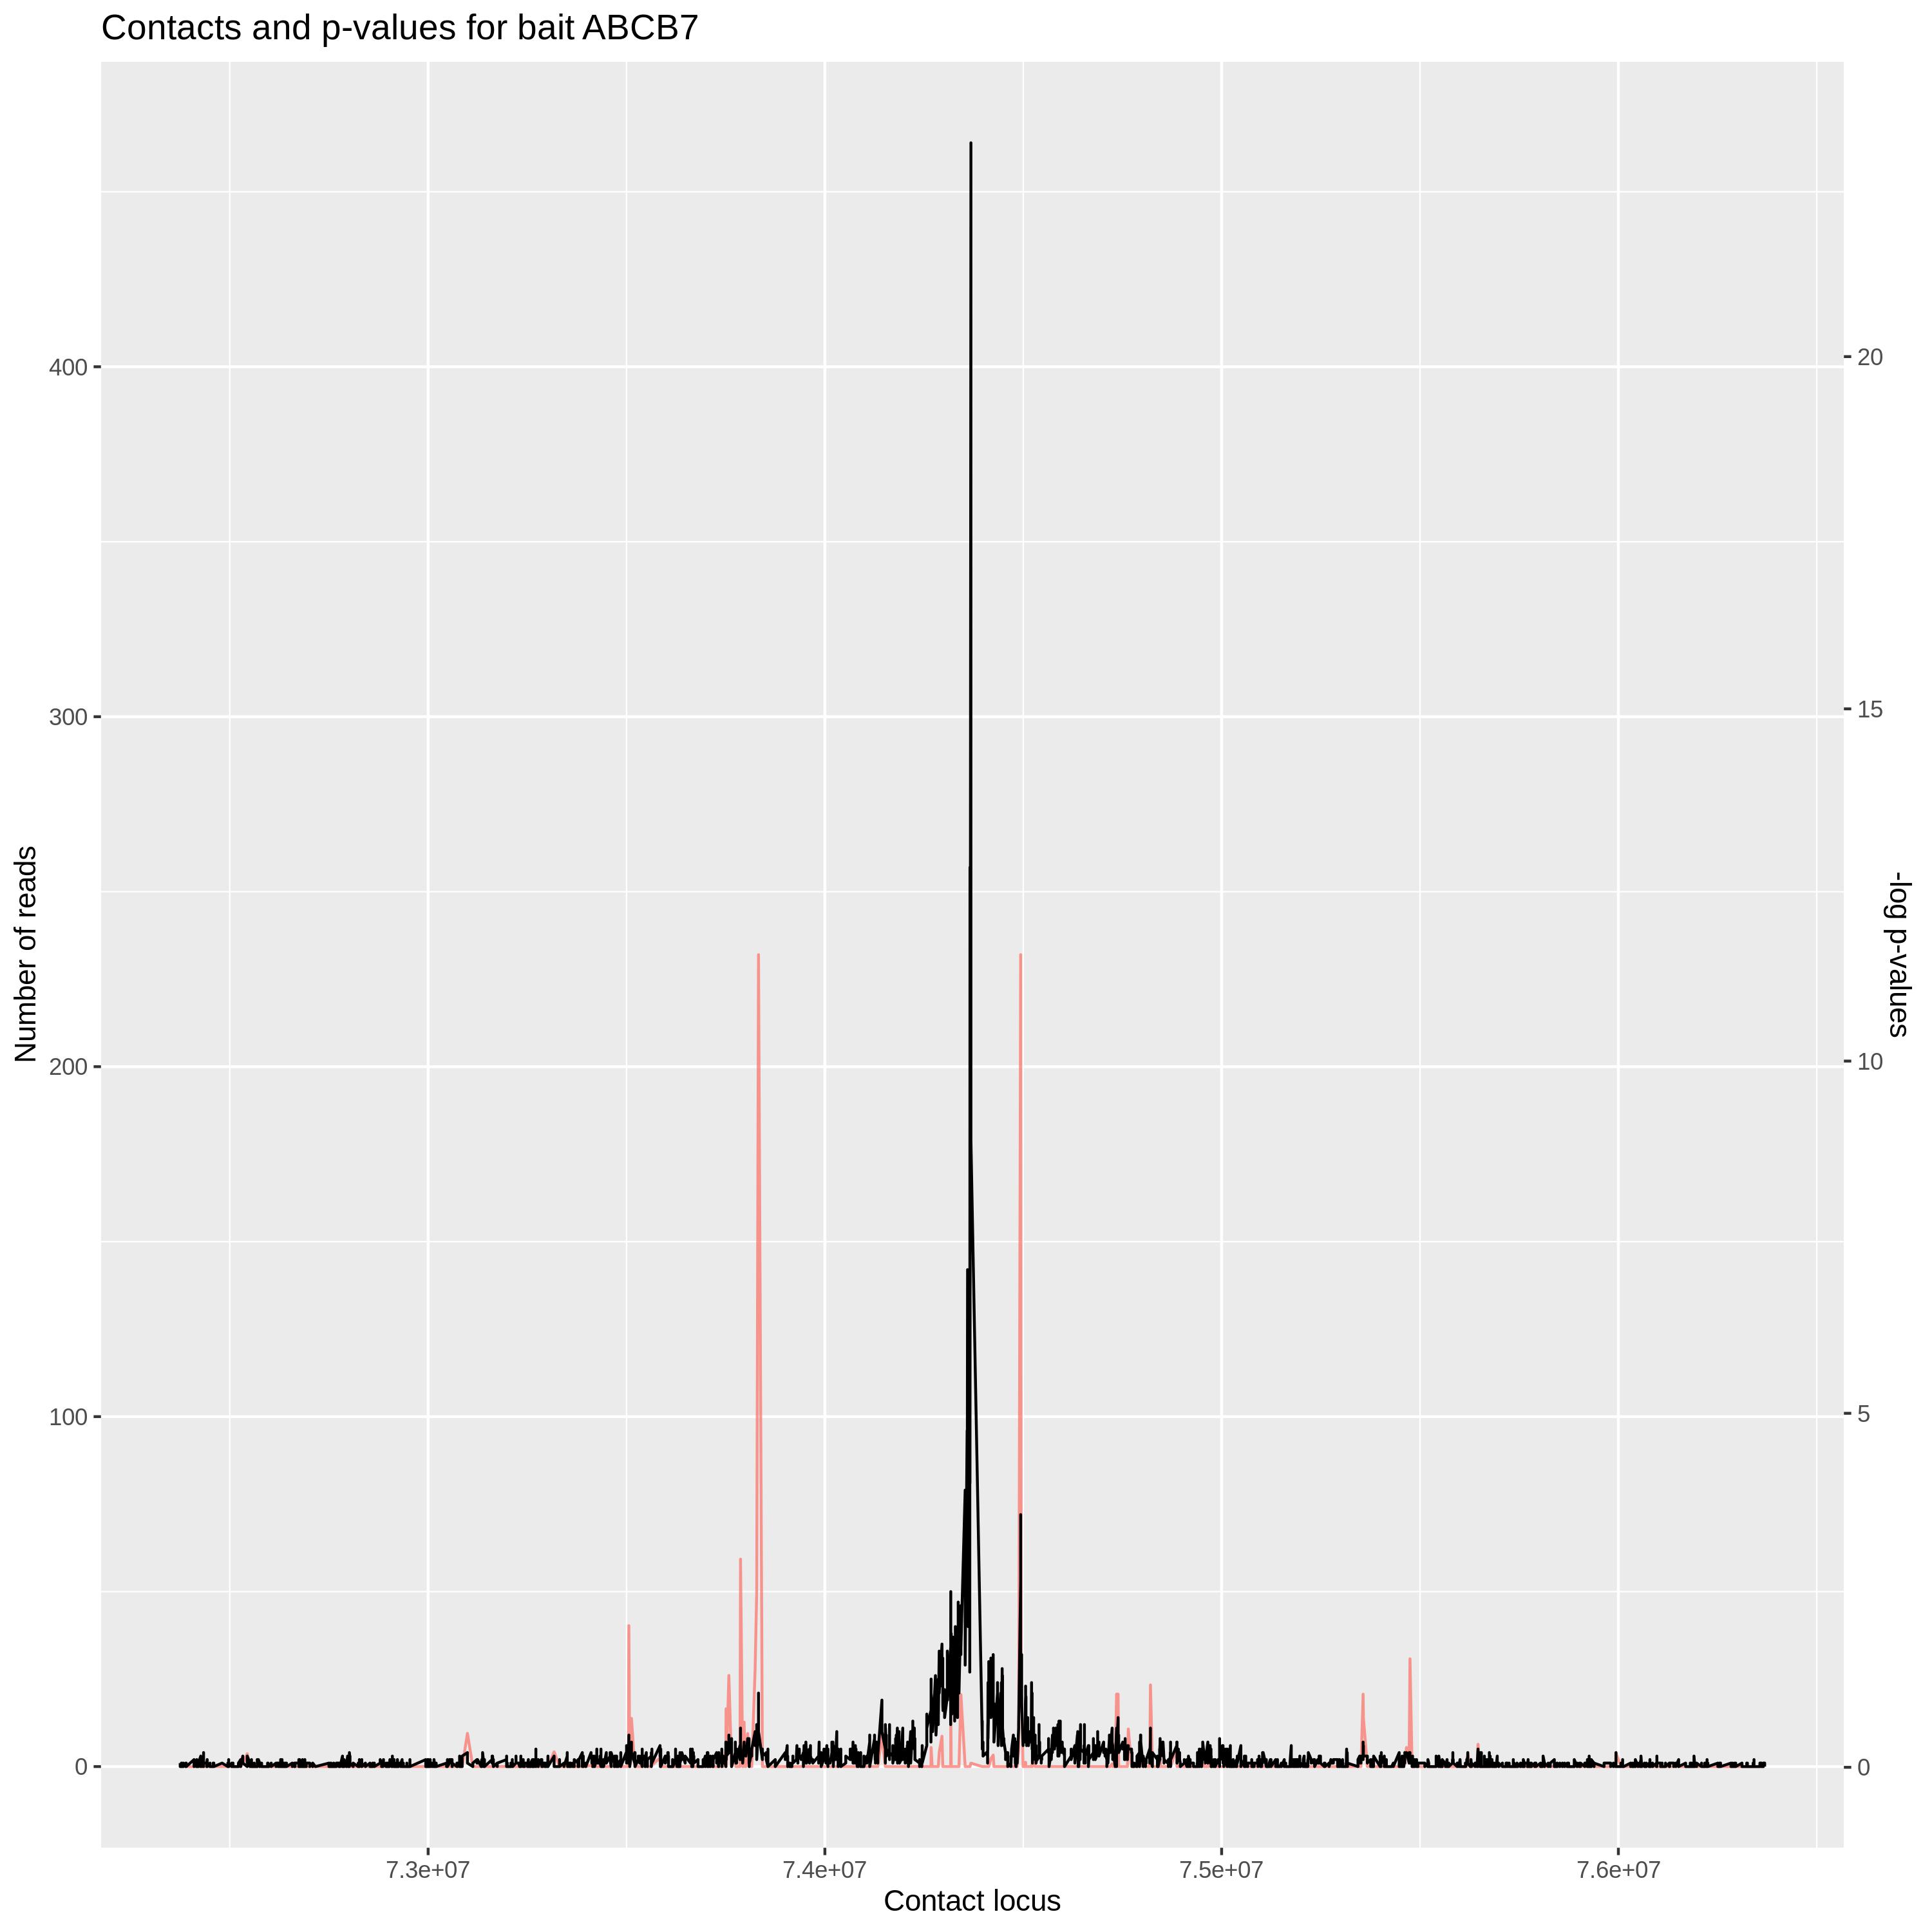 Contacts and p-values for bait ABCB7
400
300
200
100
0
Number of reads
20
15
10
5
0
-log p-values
7.3e+07 7.4e+07 7.5e+07 7.6e+07
Contact locus